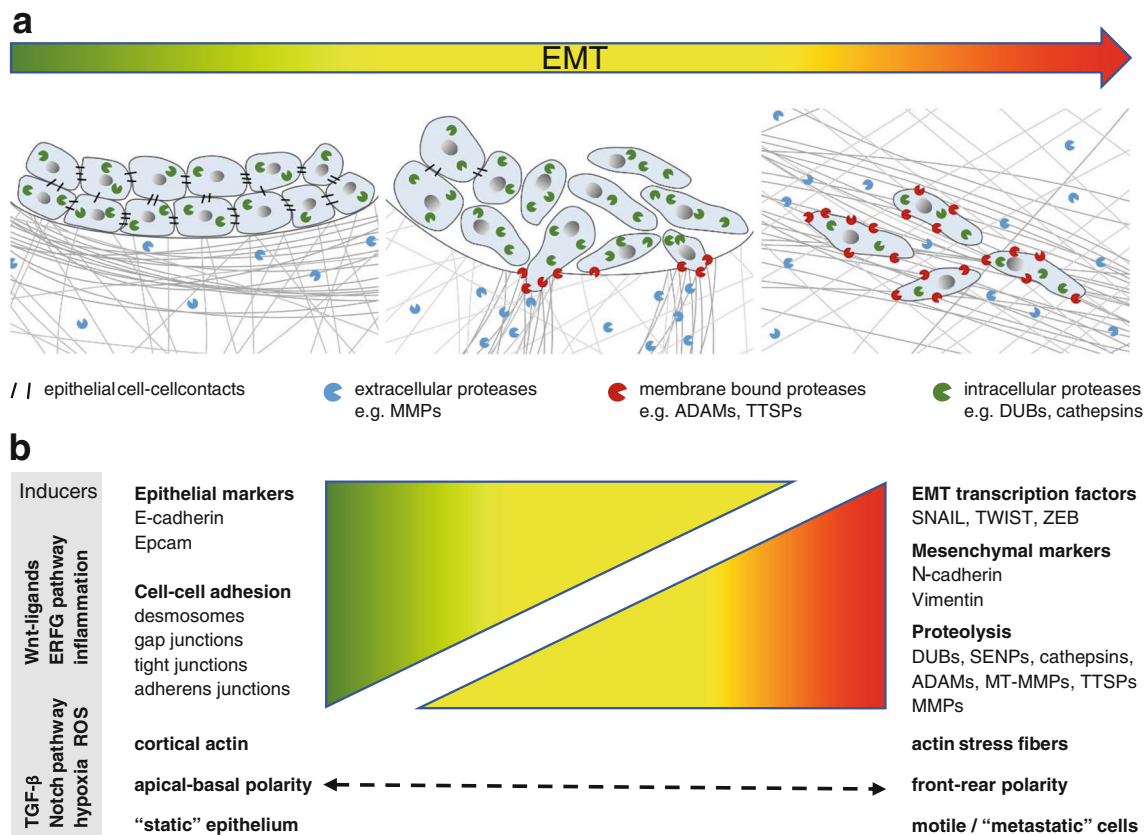 a
EMT
/ / epithelial cell-cellcontacts
extracellular proteases
e.g. MMPs
membrane bound proteases
e.g. ADAMs, TTSPs
intracellular proteases
e.g. DUBs, cathepsins
b
Inducers
Wnt-ligands
ERFG pathway
inflammation
TGF-β
Notch pathway
hypoxia ROS
Epithelial markers
E-cadherin
Epcam
Cell-cell adhesion
desmosomes
gap junctions
tight junctions
adherens junctions
cortical actin
apical-basal polarity
“static” epithelium
EMT transcription factors
SNAIL, TWIST, ZEB
Mesenchymal markers
N-cadherin
Vimentin
Proteolysis
DUBs, SENPs, cathepsins,
ADAMs, MT-MMPs, TTSPs
MMPs
actin stress fibers
front-rear polarity
motile / “metastatic” cells